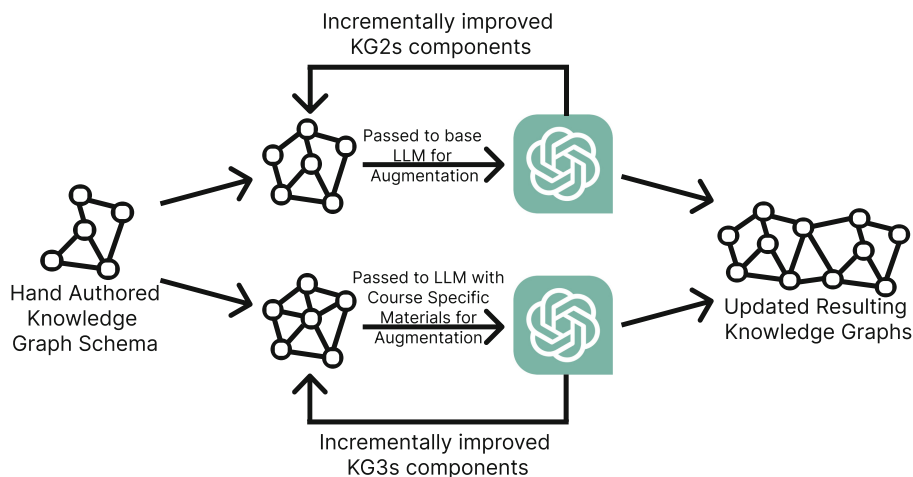 Incrementally improved
KG2s components
Passed to base
LLM for
Augmentation
Hand Authored
Knowledge
Graph Schema
Passed to LLM with
Course Specific
Materials for
Augmentation
Updated Resulting
Knowledge Graphs
Incrementally improved
KG3s components